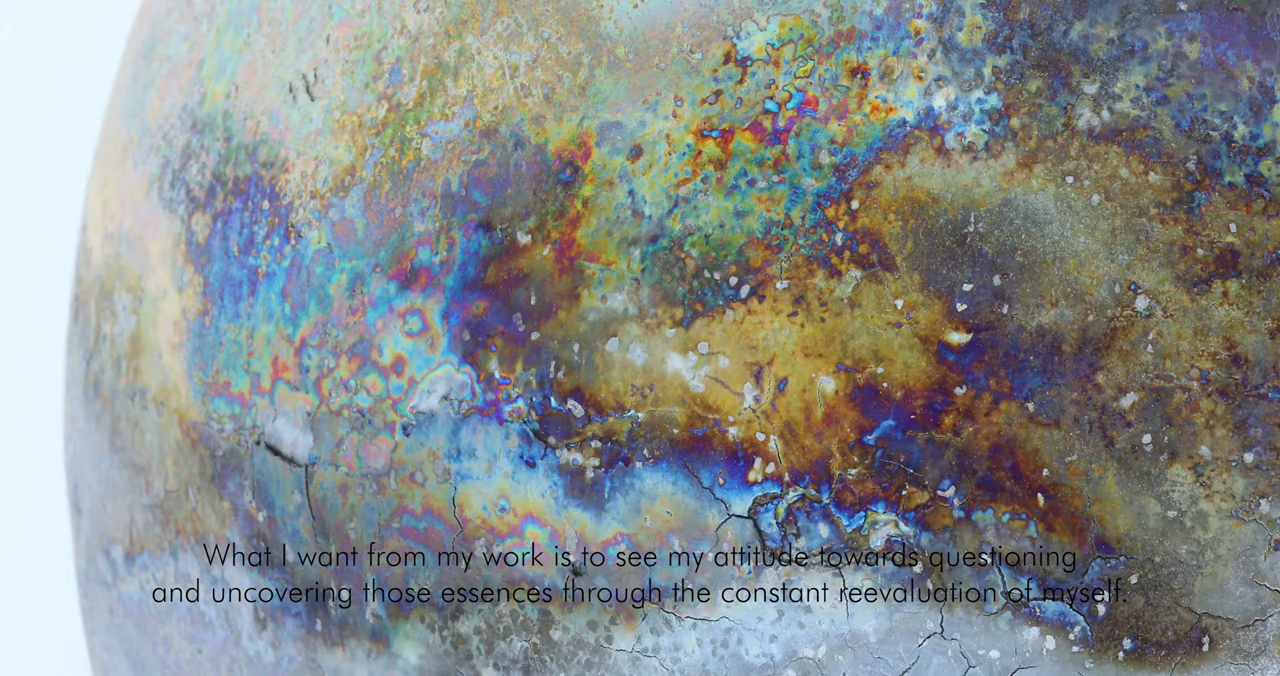 What I want from my work is to see my attitude towards questioning
and uncovering those essences through the constant reevaluation of myself.